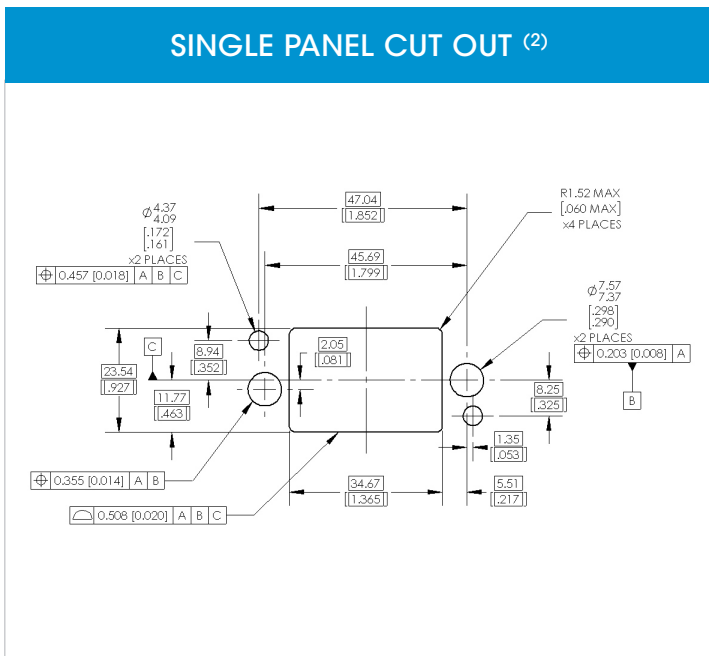 SINGLE PANEL CUT OUT (2)
47.04
[1.852]
R1.52 MAX
[.060 MAX]
x4 PLACES
Ø4.37
4.09
[.172]
[.161]
x2 PLACES
⌖ 0.457 [0.018] A B C
45.69
[1.799]
Ø7.57
7.37
[.298]
[.290]
x2 PLACES
⌖ 0.203 [0.008] A
B
C
8.94
[.352]
2.05
[.081]
23.54
[.927]
11.77
[.463]
8.25
[.325]
1.35
[.053]
⌖ 0.355 [0.014] A B
34.67
[1.365]
5.51
[.217]
⌓ 0.508 [0.020] A B C